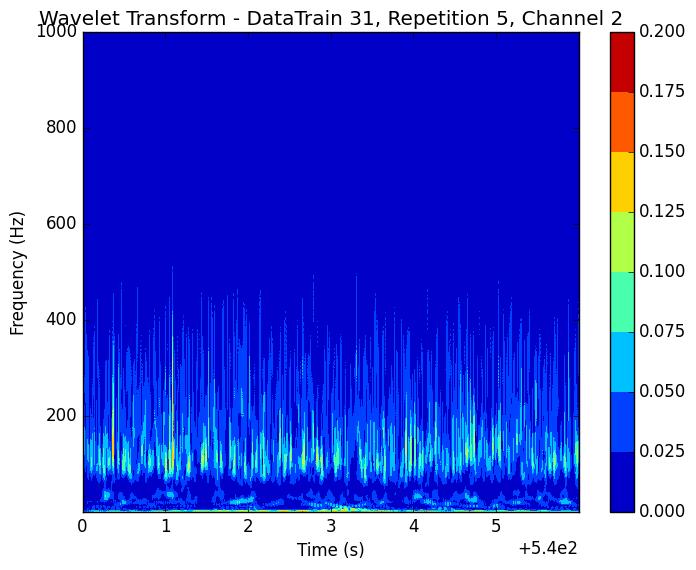 Wavelet Transform - DataTrain 31, Repetition 5, Channel 2
1000
800
600
400
200
Frequency (Hz)
0 1 2 3 4 5
+5.4e2
Time (s)
0.200
0.175
0.150
0.125
0.100
0.075
0.050
0.025
0.000